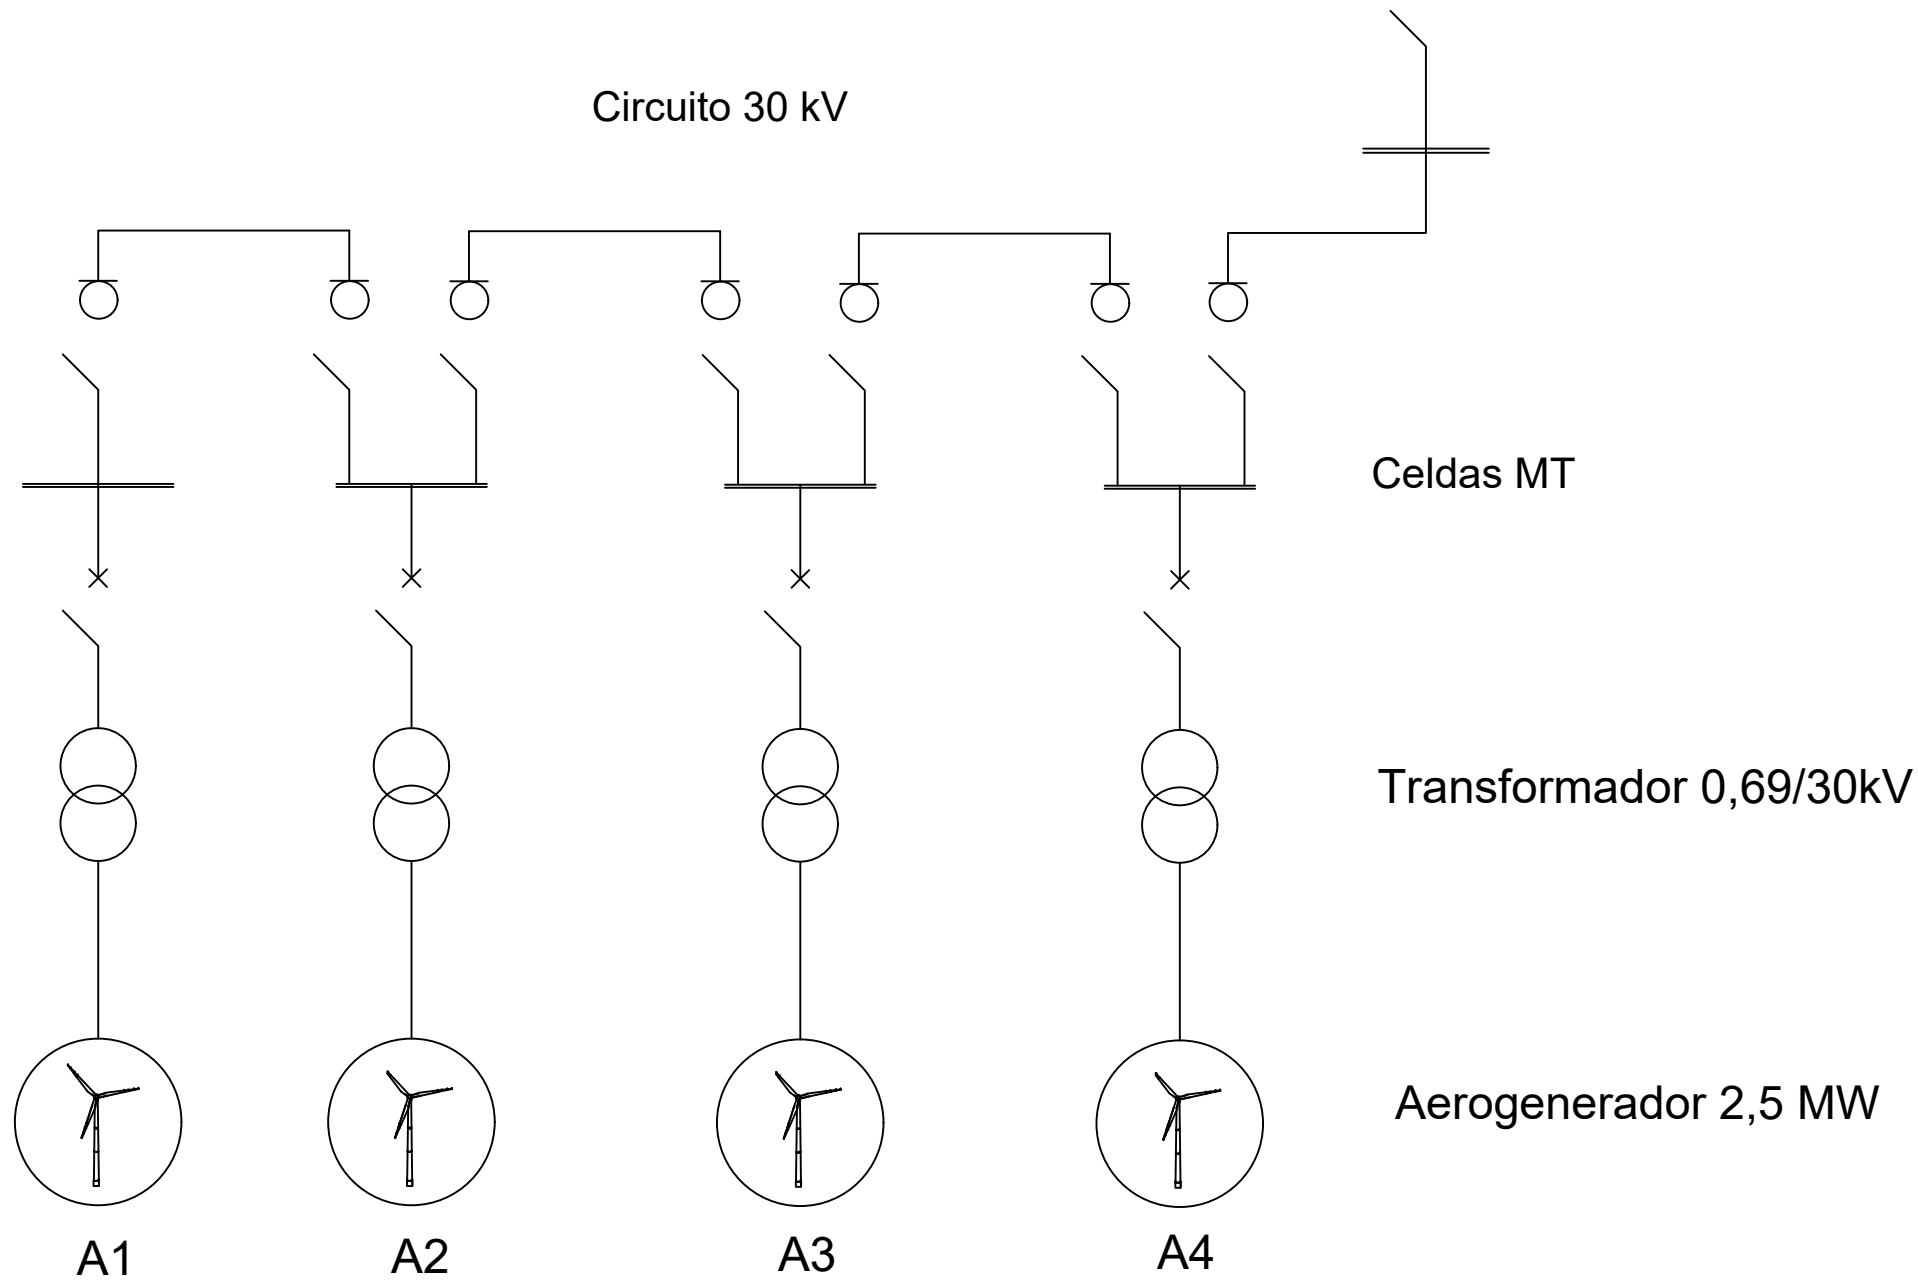 Circuito 30 kV
Celdas MT
Transformador 0,69/30kV
Aerogenerador 2,5 MW
A1
A2
A3
A4